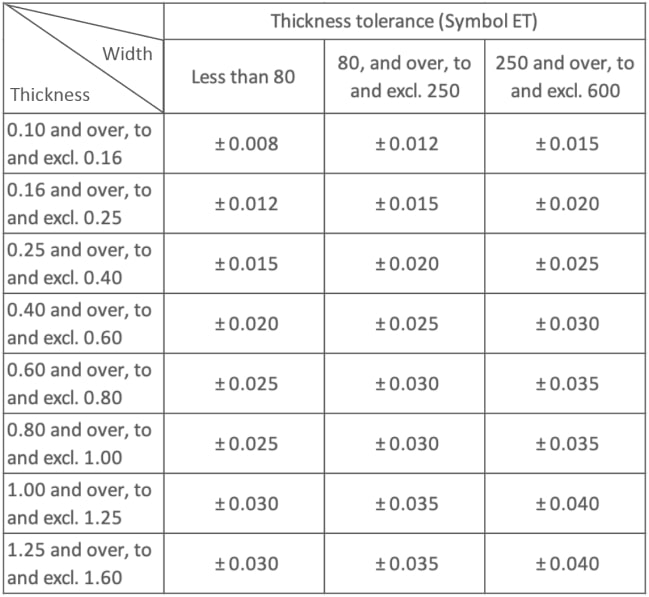 Thickness tolerance (Symbol ET)
Width
Thickness
Less than 80
80, and over, to
and excl. 250
250 and over, to
and excl. 600
0.10 and over, to
and excl. 0.16
± 0.008
± 0.012
± 0.015
0.16 and over, to
and excl. 0.25
± 0.012
± 0.015
± 0.020
0.25 and over, to
and excl. 0.40
± 0.015
± 0.020
± 0.025
0.40 and over, to
and excl. 0.60
± 0.020
± 0.025
± 0.030
0.60 and over, to
and excl. 0.80
± 0.025
± 0.030
± 0.035
0.80 and over, to
and excl. 1.00
± 0.025
± 0.030
± 0.035
1.00 and over, to
and excl. 1.25
± 0.030
± 0.035
± 0.040
1.25 and over, to
and excl. 1.60
± 0.030
± 0.035
± 0.040